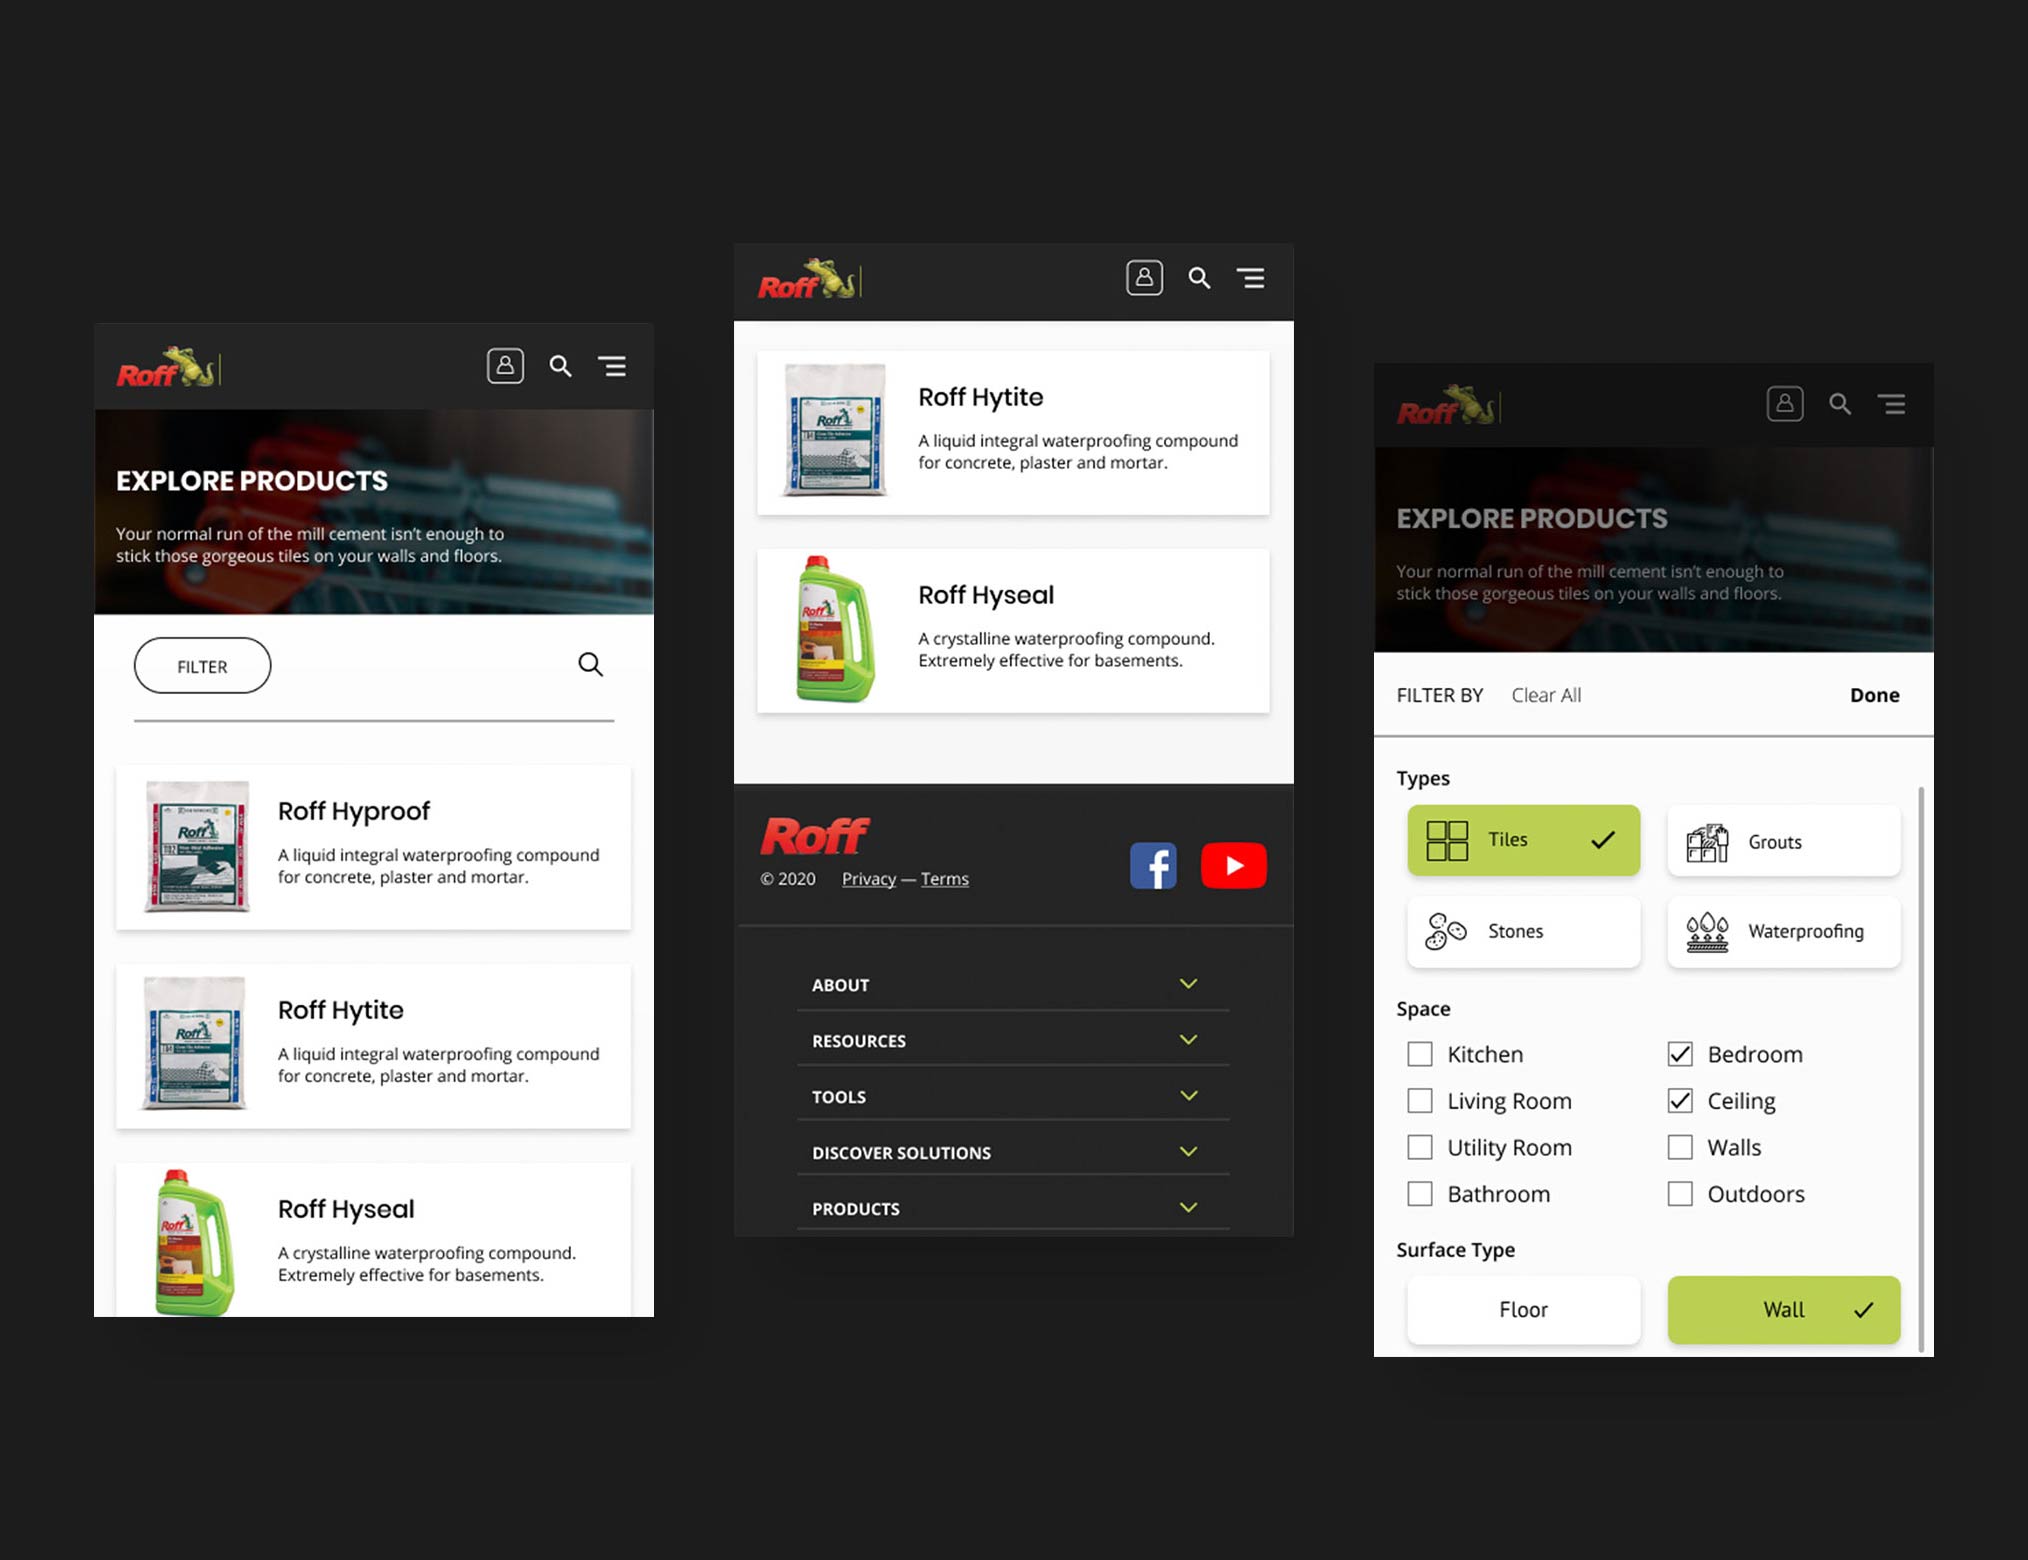 Roff
EXPLORE PRODUCTS
Your normal run of the mill cement isn't enough to
stick those gorgeous tiles on your walls and floors.
FILTER
Roff
Roff Hyproof
A liquid integral waterproofing compound
for concrete, plaster and mortar.
Roff
Roff Hytite
A liquid integral waterproofing compound
for concrete, plaster and mortar.
Roff
Roff Hyseal
A crystalline waterproofing compound.
Extremely effective for basements.
Roff
Roff
Roff Hytite
A liquid integral waterproofing compound
for concrete, plaster and mortar.
Roff
Roff Hyseal
A crystalline waterproofing compound.
Extremely effective for basements.
Roff
© 2020 Privacy — Terms
ABOUT
RESOURCES
TOOLS
DISCOVER SOLUTIONS
PRODUCTS
Roff
EXPLORE PRODUCTS
Your normal run of the mill cement isn't enough to
stick those gorgeous tiles on your walls and floors.
FILTER BY Clear All Done
Types
Tiles Grouts
Stones Waterproofing
Space
Kitchen Bedroom
Living Room Ceiling
Utility Room Walls
Bathroom Outdoors
Surface Type
Floor Wall